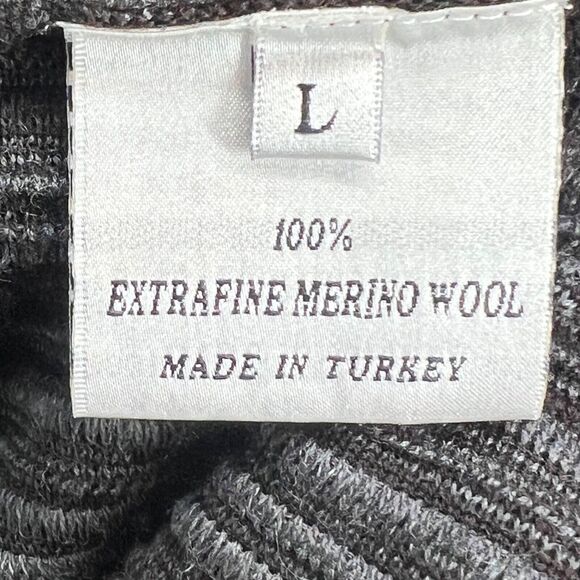 L
100%
EXTRAFINE MERINO WOOL
MADE IN TURKEY